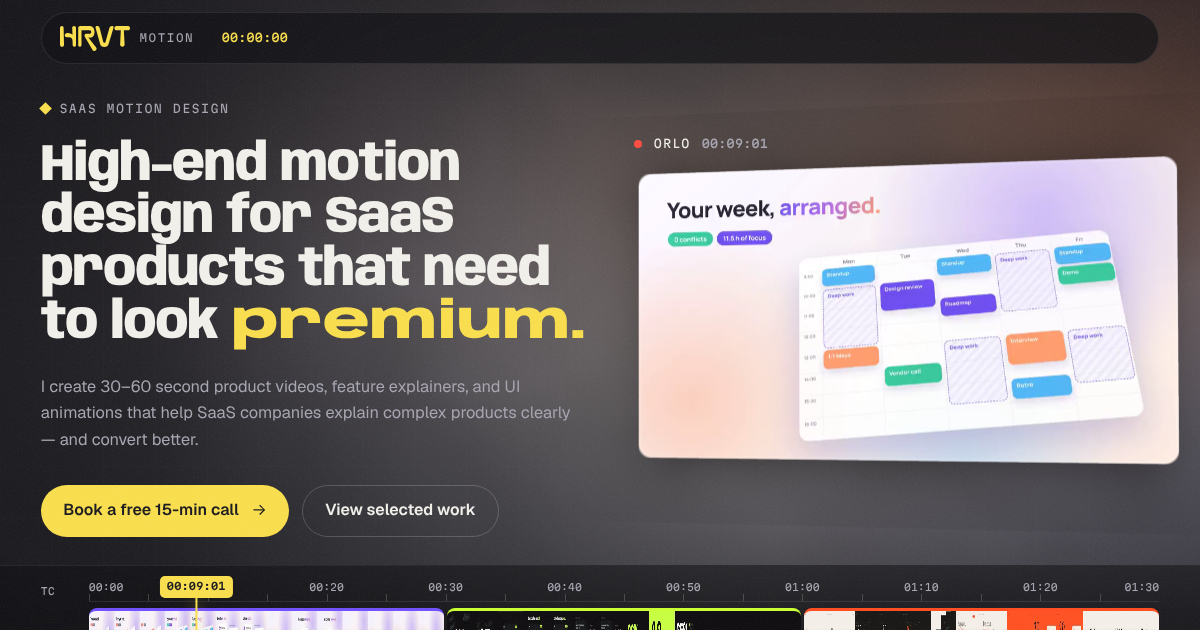 HRVT MOTION 00:00:00
SAAS MOTION DESIGN
High-end motion
design for SaaS
products that need
to look premium.
I create 30–60 second product videos, feature explainers, and UI
animations that help SaaS companies explain complex products clearly
— and convert better.
Book a free 15-min call →
View selected work
ORLO 00:09:01
Your week, arranged.
0 conflicts
11.5 h of focus
Mon Tue Wed Thu Fri
Standup
Deep work
Design review
Standup
Roadmap
Deep work
Standup
Demo
Vendor call
Deep work
Interview
Retro
Deep work
TC 00:00 00:09:01 00:20 00:30 00:40 00:50 01:00 01:10 01:20 01:30